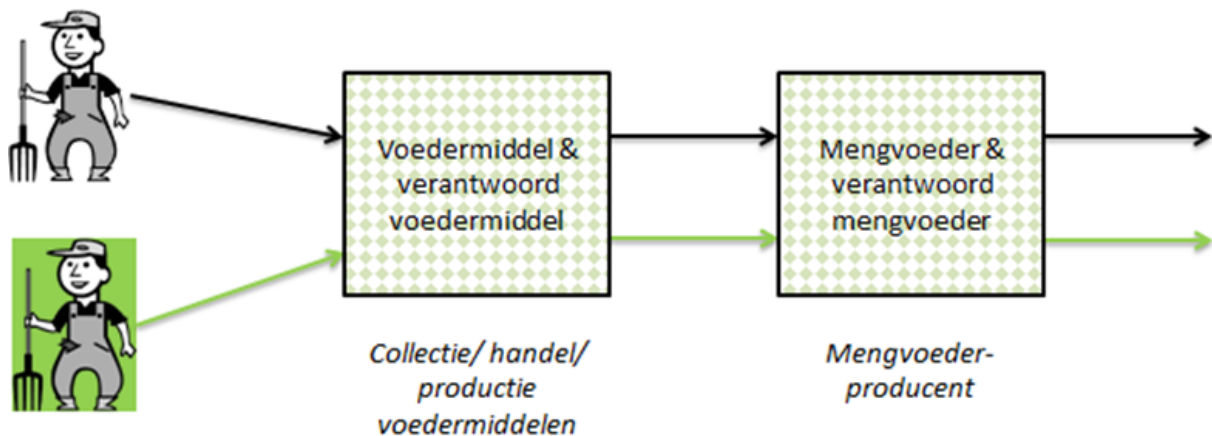 Voedermiddel &
verantwoord
voedermiddel
Mengvoeder &
verantwoord
mengvoeder
Collectie/ handel/
productie
voedermiddelen
Mengvoeder-
producent